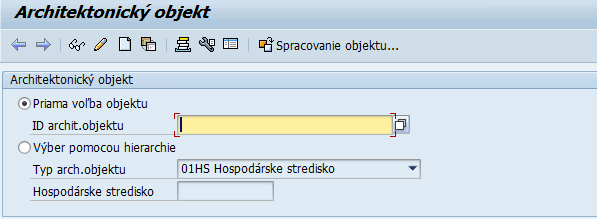 Architektonický objekt
Spracovanie objektu...
Architektonický objekt
Priama voľba objektu
ID archit.objektu
Výber pomocou hierarchie
Typ arch.objektu 01HS Hospodárske stredisko
Hospodárske stredisko